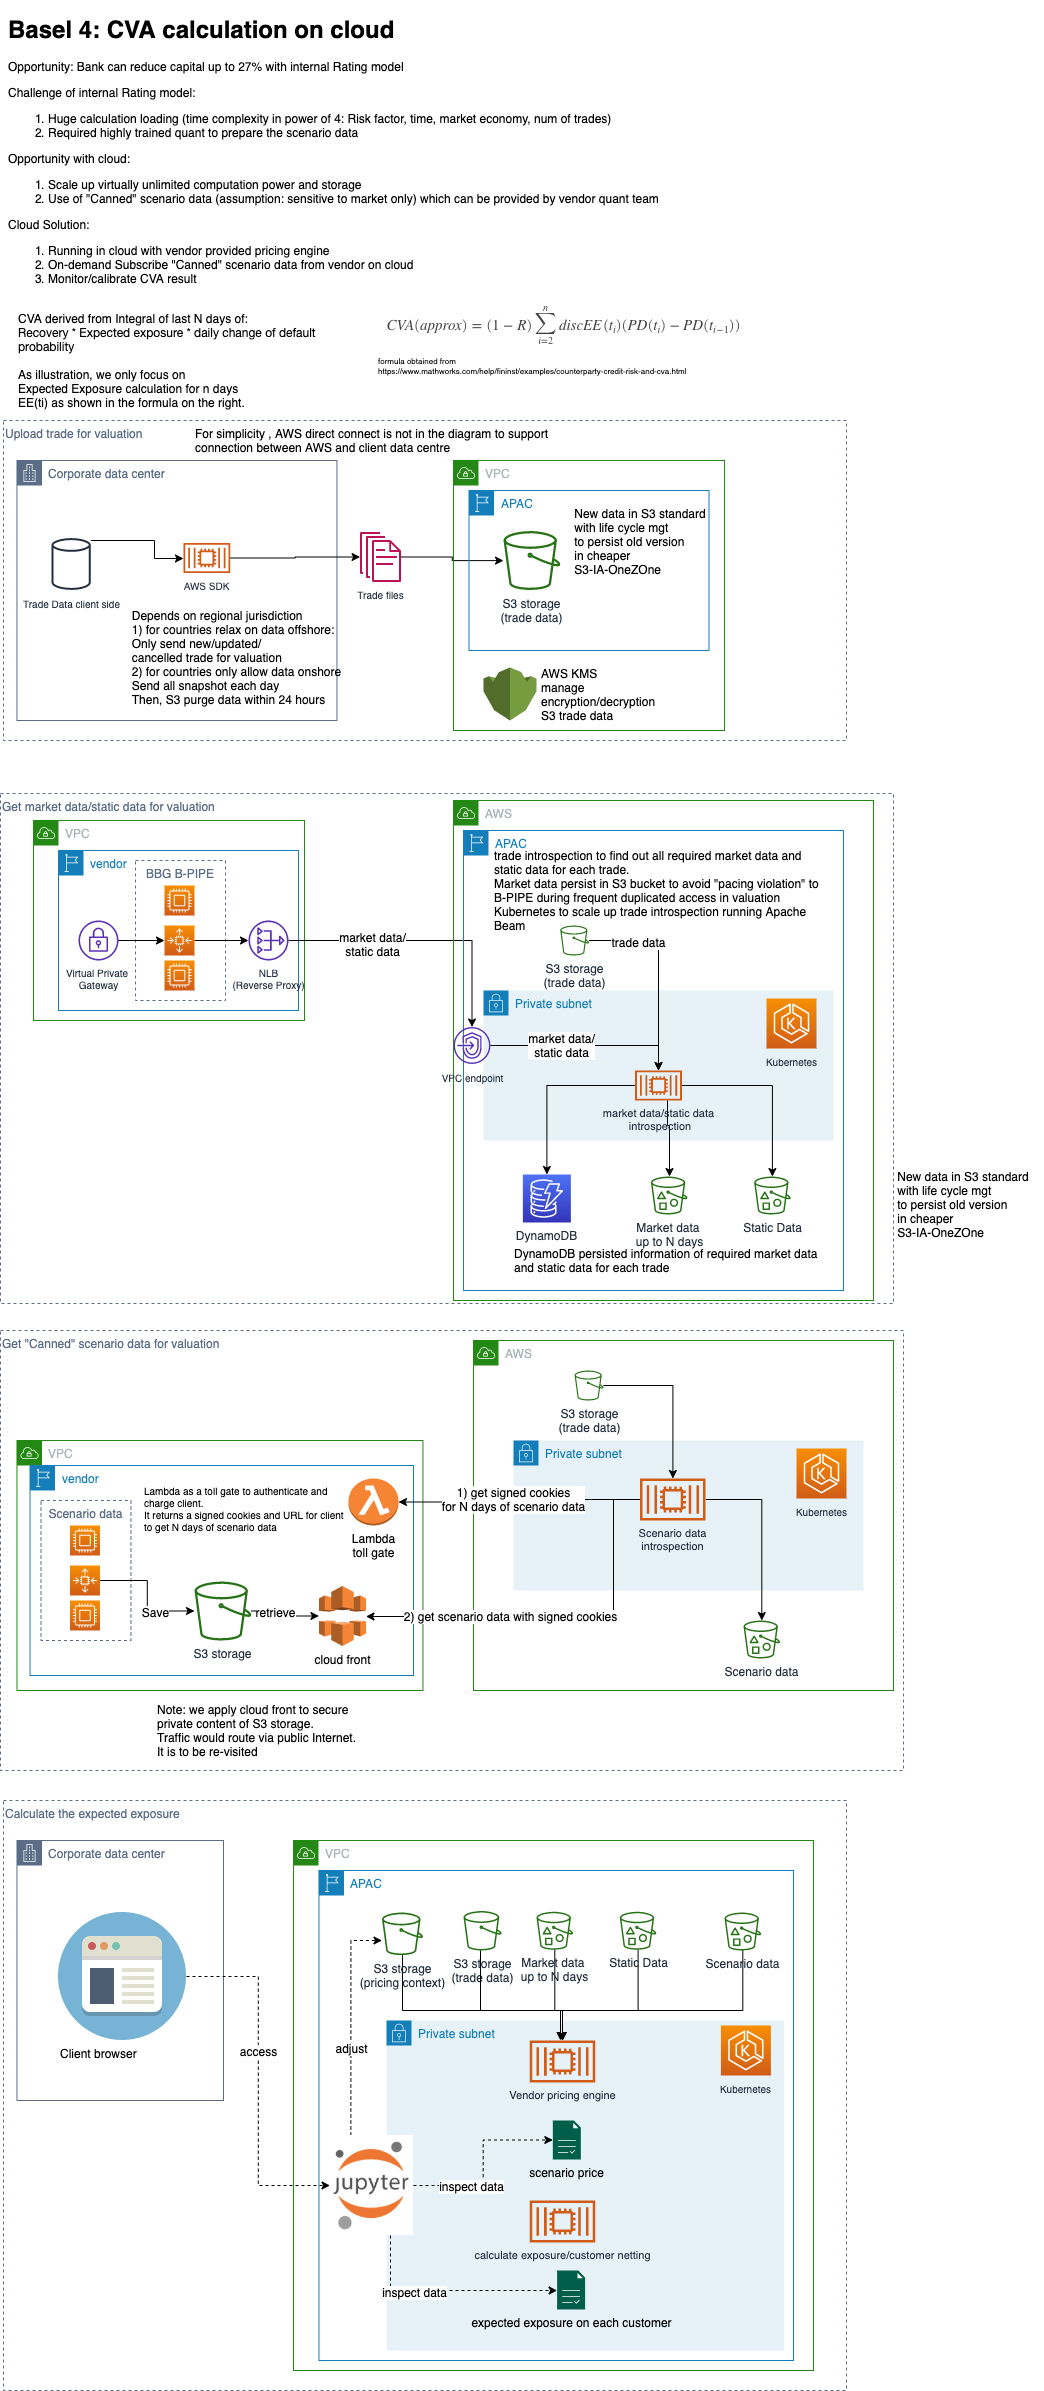 Basel 4: CVA calculation on cloud
Opportunity: Bank can reduce capital up to 27% with internal Rating model
Challenge of internal Rating model:
1. Huge calculation loading (time complexity in power of 4: Risk factor, time, market economy, num of trades)
2. Required highly trained quant to prepare the scenario data
Opportunity with cloud:
1. Scale up virtually unlimited computation power and storage
2. Use of "Canned" scenario data (assumption: sensitive to market only) which can be provided by vendor quant team
Cloud Solution:
1. Running in cloud with vendor provided pricing engine
2. On-demand Subscribe "Canned" scenario data from vendor on cloud
3. Monitor/calibrate CVA result
CVA derived from Integral of last N days of:
Recovery * Expected exposure * daily change of default
probability
As illustration, we only focus on
Expected Exposure calculation for n days
EE(ti) as shown in the formula on the right.
CVA(approx) = (1 − R) ∑ⁿᵢ₌₂ discEE(tᵢ)(PD(tᵢ) − PD(tᵢ₋₁))
formula obtained from
https://www.mathworks.com/help/fininst/examples/counterparty-credit-risk-and-cva.html
Upload trade for valuation
For simplicity , AWS direct connect is not in the diagram to support
connection between AWS and client data centre
Corporate data center
Trade Data client side
AWS SDK
Depends on regional jurisdiction
1) for countries relax on data offshore:
Only send new/updated/
cancelled trade for valuation
2) for countries only allow data onshore
Send all snapshot each day
Then, S3 purge data within 24 hours
Trade files
VPC
APAC
S3 storage
(trade data)
New data in S3 standard
with life cycle mgt
to persist old version
in cheaper
S3-IA-OneZOne
AWS KMS
manage
encryption/decryption
S3 trade data
Get market data/static data for valuation
VPC
vendor
BBG B-PIPE
Virtual Private
Gateway
NLB
(Reverse Proxy)
market data/
static data
AWS
APAC
trade introspection to find out all required market data and
static data for each trade.
Market data persist in S3 bucket to avoid "pacing violation" to
B-PIPE during frequent duplicated access in valuation
Kubernetes to scale up trade introspection running Apache
Beam
S3 storage
(trade data)
trade data
Private subnet
Kubernetes
VPC endpoint
market data/
static data
market data/static data
introspection
DynamoDB
Market data
up to N days
Static Data
DynamoDB persisted information of required market data
and static data for each trade
New data in S3 standard
with life cycle mgt
to persist old version
in cheaper
S3-IA-OneZOne
Get "Canned" scenario data for valuation
AWS
S3 storage
(trade data)
Private subnet
Kubernetes
Scenario data
introspection
Scenario data
VPC
vendor
Scenario data
Lambda as a toll gate to authenticate and
charge client.
It returns a signed cookies and URL for client
to get N days of scenario data
Lambda
toll gate
1) get signed cookies
for N days of scenario data
Save
S3 storage
retrieve
cloud front
2) get scenario data with signed cookies
Note: we apply cloud front to secure
private content of S3 storage.
Traffic would route via public Internet.
It is to be re-visited
Calculate the expected exposure
Corporate data center
Client browser
access
VPC
APAC
S3 storage
(pricing context)
S3 storage
(trade data)
Market data
up to N days
Static Data
Scenario data
adjust
Private subnet
Kubernetes
Vendor pricing engine
jupyter
inspect data
scenario price
calculate exposure/customer netting
inspect data
expected exposure on each customer